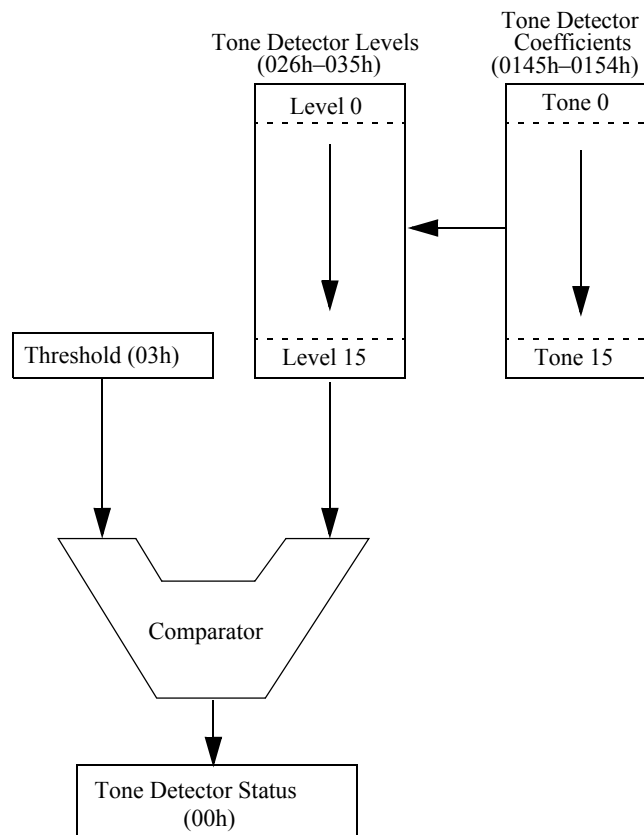 Tone Detector Levels
(026h–035h)
Tone Detector
Coefficients
(0145h–0154h)
Level 0
Tone 0
Threshold (03h)
Level 15
Tone 15
Comparator
Tone Detector Status
(00h)